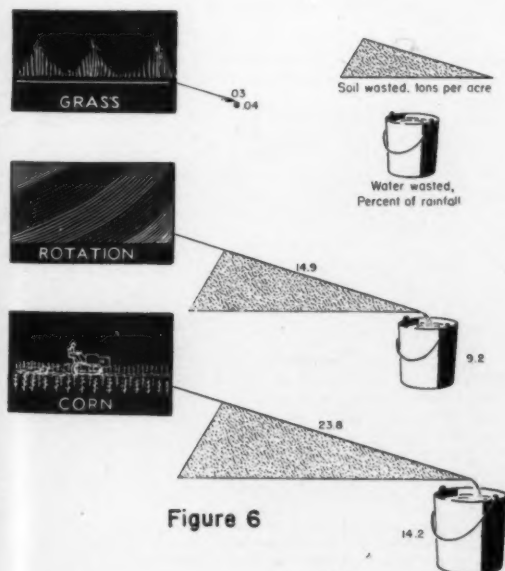 GRASS
.03
.04
Soil wasted, tons per acre
Water wasted,
Percent of rainfall
ROTATION
14.9
9.2
CORN
23.8
14.2
Figure 6